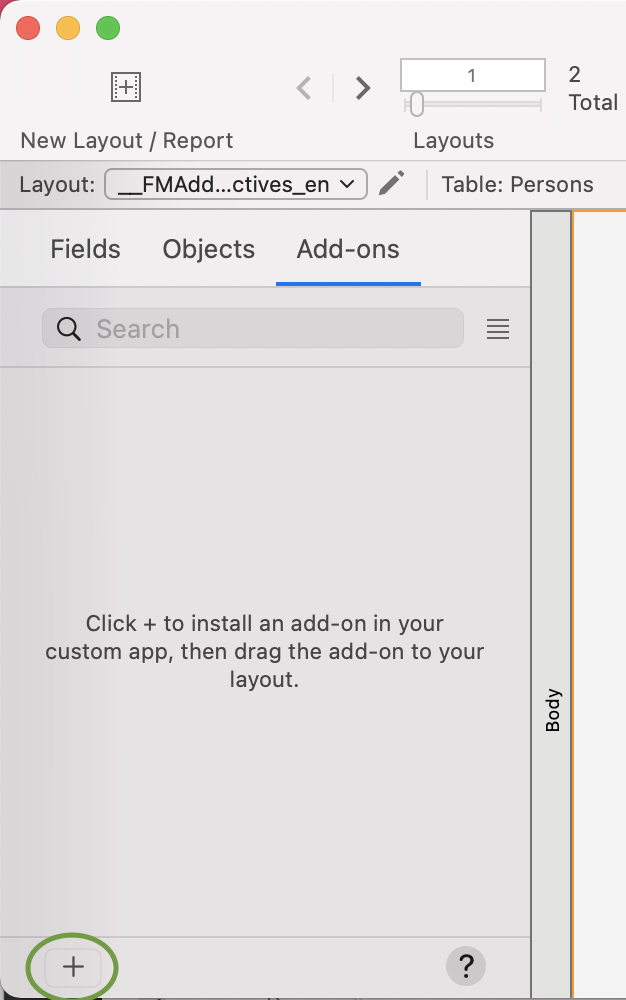 1
2
Total
New Layout / Report
Layouts
Layout: __FMAdd...ctives_en
Table: Persons
Fields
Objects
Add-ons
Search
Click + to install an add-on in your
custom app, then drag the add-on to your
layout.
Body
+
?